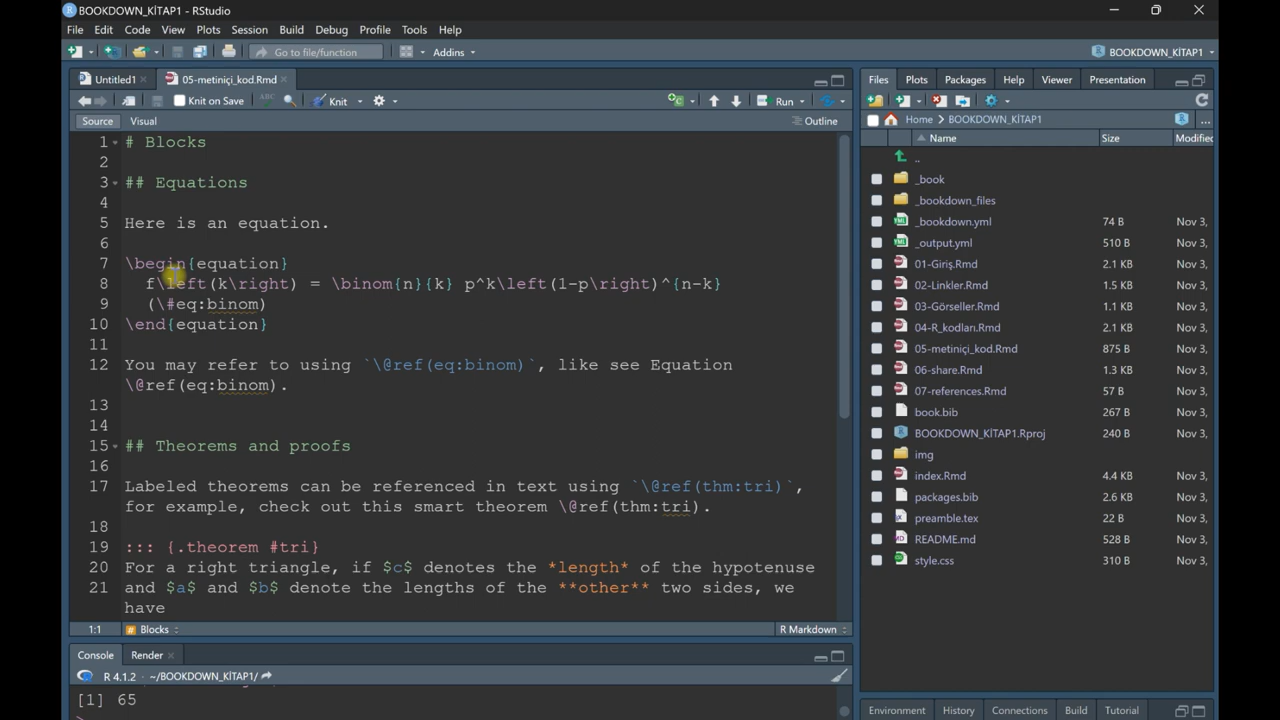 BOOKDOWN_KİTAP1 - RStudio
File Edit Code View Plots Session Build Debug Profile Tools Help
Go to file/function Addins BOOKDOWN_KİTAP1
Untitled1 05-metiniçi_kod.Rmd
Knit on Save ABC Knit Run
Source Visual Outline
1 # Blocks
2
3 ## Equations
4
5 Here is an equation.
6
7 \begin{equation}
8 f\left(k\right) = \binom{n}{k} p^k\left(1-p\right)^{n-k}
9 (\#eq:binom)
10 \end{equation}
11
12 You may refer to using `\@ref(eq:binom)`, like see Equation
\@ref(eq:binom).
13
14
15 ## Theorems and proofs
16
17 Labeled theorems can be referenced in text using `\@ref(thm:tri)`,
for example, check out this smart theorem \@ref(thm:tri).
18
19 ::: {.theorem #tri}
20 For a right triangle, if $c$ denotes the *length* of the hypotenuse
21 and $a$ and $b$ denote the lengths of the **other** two sides, we
have
1:1 # Blocks R Markdown
Console Render
R 4.1.2 · ~/BOOKDOWN_KİTAP1/
[1] 65
>
Files Plots Packages Help Viewer Presentation
Home BOOKDOWN_KİTAP1 ...
Name Size Modified
..
_book
_bookdown_files
_bookdown.yml 74 B Nov 3,
_output.yml 510 B Nov 3,
01-Giriş.Rmd 2.1 KB Nov 3,
02-Linkler.Rmd 1.5 KB Nov 3,
03-Görseller.Rmd 1.1 KB Nov 3,
04-R_kodları.Rmd 2.1 KB Nov 3,
05-metiniçi_kod.Rmd 875 B Nov 3,
06-share.Rmd 1.3 KB Nov 3,
07-references.Rmd 57 B Nov 3,
book.bib 267 B Nov 3,
BOOKDOWN_KİTAP1.Rproj 240 B Nov 3,
img
index.Rmd 4.4 KB Nov 3,
packages.bib 2.6 KB Nov 3,
preamble.tex 22 B Nov 3,
README.md 528 B Nov 3,
style.css 310 B Nov 3,
Environment History Connections Build Tutorial